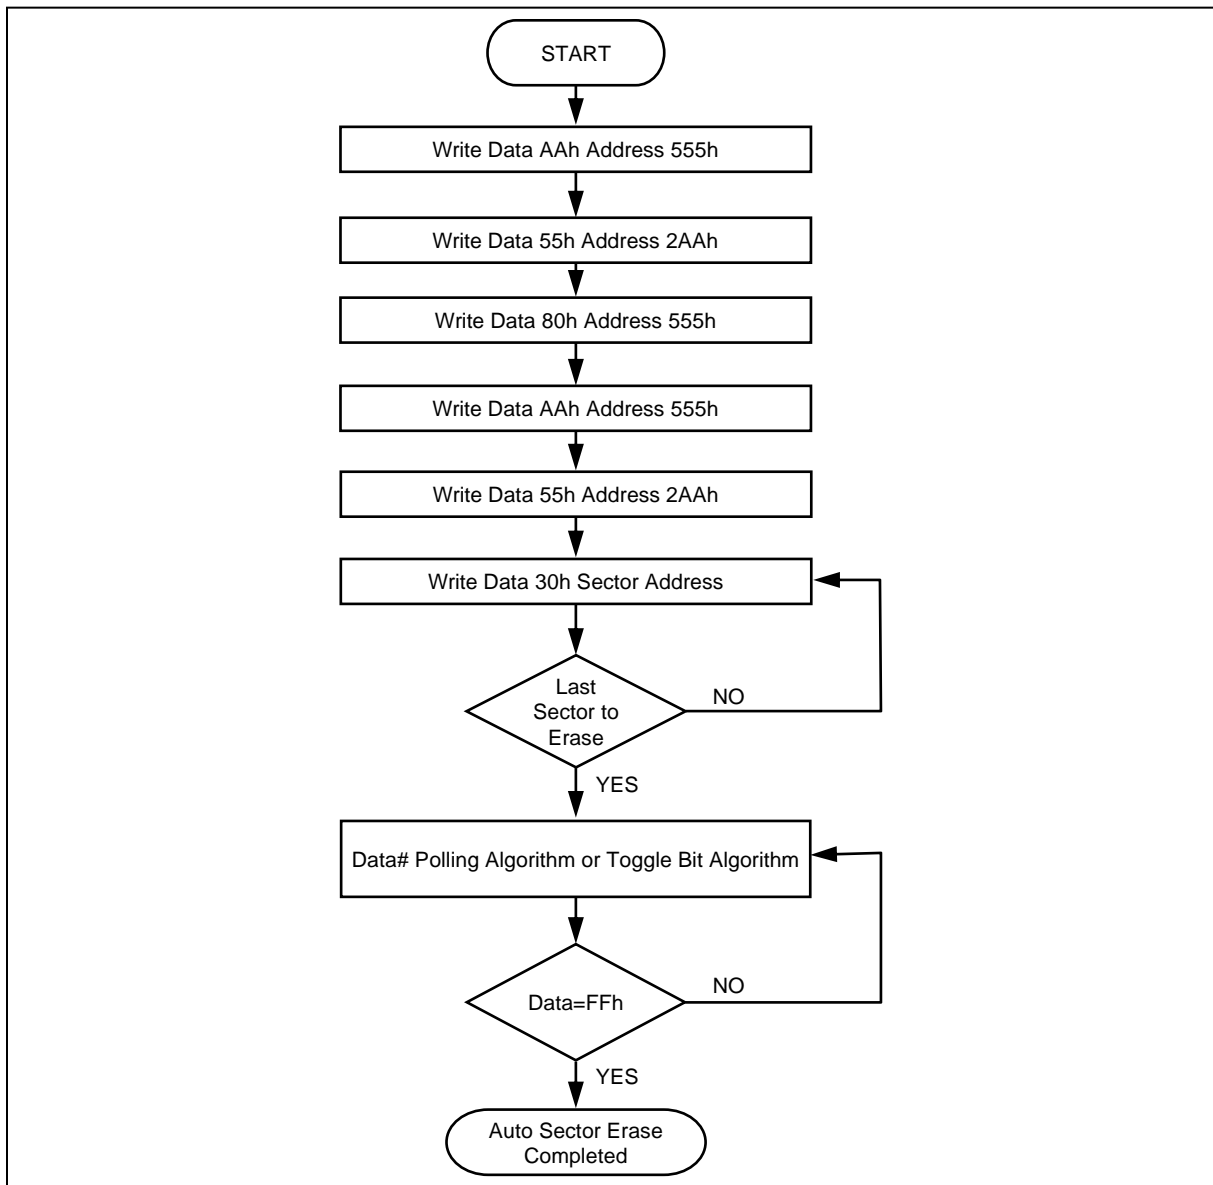 START
Write Data AAh Address 555h
Write Data 55h Address 2AAh
Write Data 80h Address 555h
Write Data AAh Address 555h
Write Data 55h Address 2AAh
Write Data 30h Sector Address
Last
Sector to
Erase
NO
YES
Data# Polling Algorithm or Toggle Bit Algorithm
Data=FFh
NO
YES
Auto Sector Erase
Completed